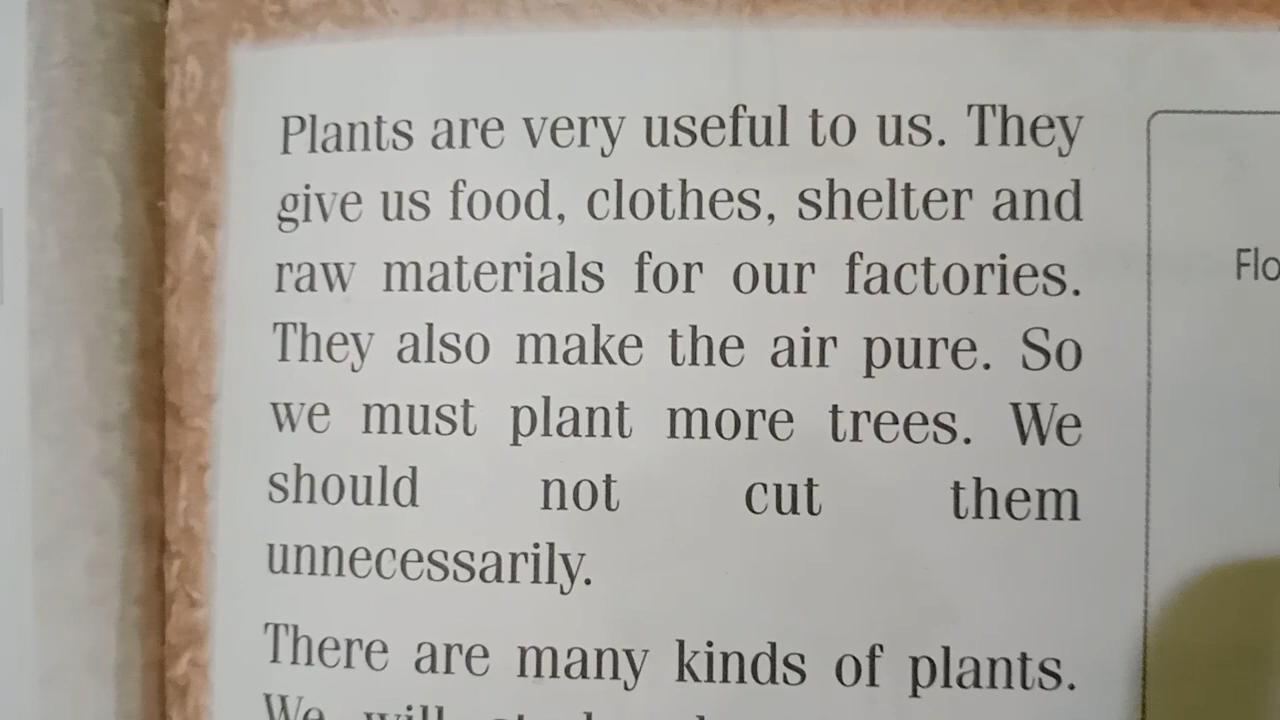 Plants are very useful to us. They
give us food, clothes, shelter and
raw materials for our factories.
They also make the air pure. So
we must plant more trees. We
should not cut them
unnecessarily.
There are many kinds of plants.
We will